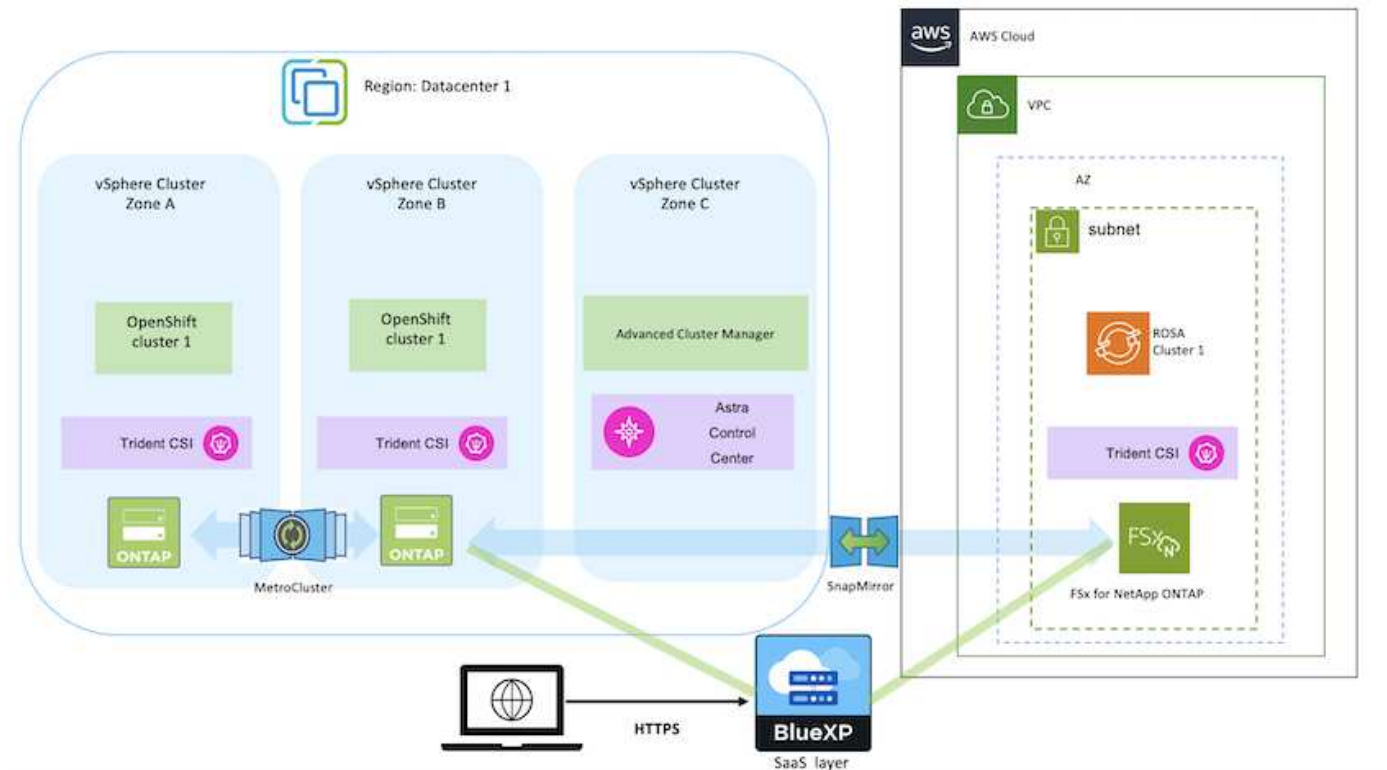 aws
AWS Cloud
Region: Datacenter 1
VPC
vSphere Cluster
Zone A
vSphere Cluster
Zone B
vSphere Cluster
Zone C
AZ
subnet
OpenShift
cluster 1
OpenShift
cluster 1
Advanced Cluster Manager
ROSA
Cluster 1
Trident CSI
Trident CSI
Astra
Control
Center
Trident CSI
ONTAP
ONTAP
MetroCluster
SnapMirror
FSx
N
FSx for NetApp ONTAP
HTTPS
BlueXP
SaaS layer